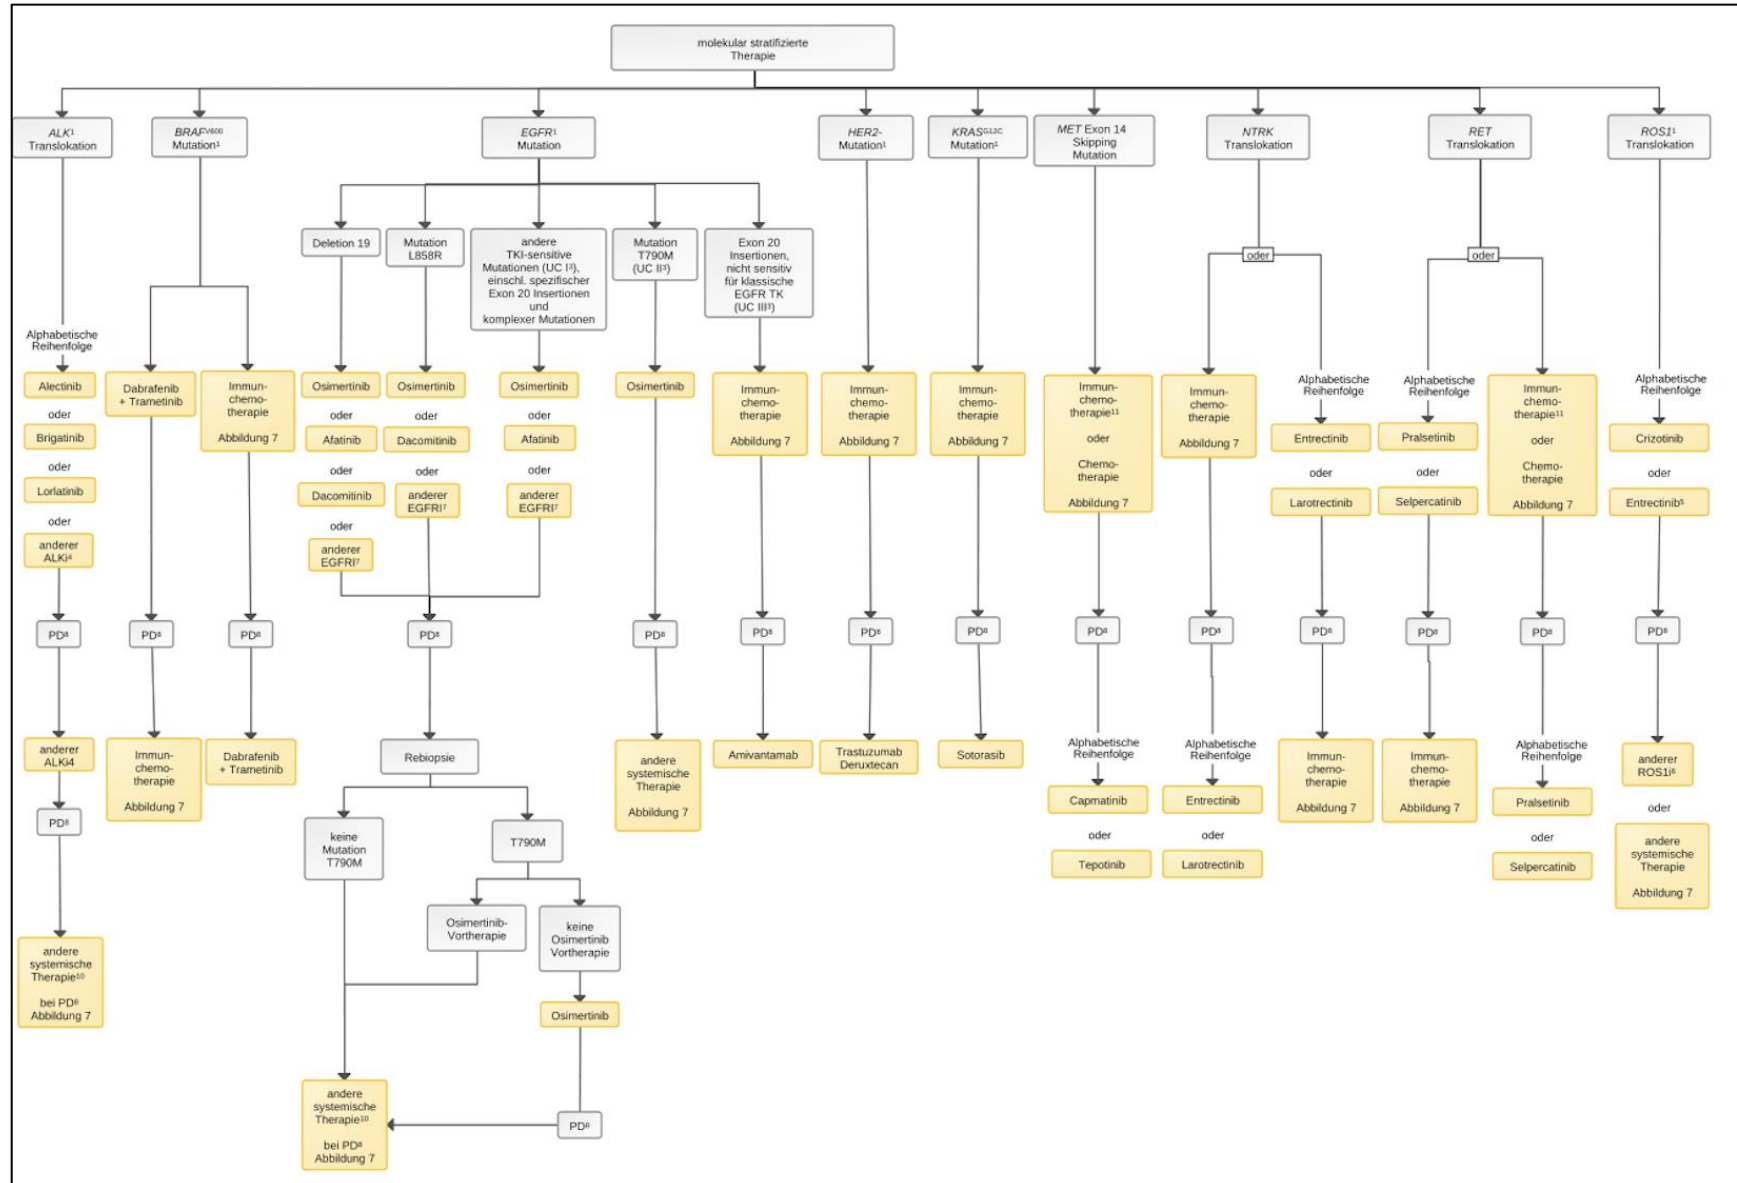 molekular stratifizierte
Therapie
ALK¹
Translokation
BRAFⱽ⁶⁰⁰
Mutation¹
EGFR¹
Mutation
HER2-
Mutation¹
KRASᴳ¹²ᶜ
Mutation¹
MET Exon 14
Skipping
Mutation
NTRK
Translokation
RET
Translokation
ROS1¹
Translokation
Deletion 19
Mutation
L858R
andere
TKI-sensitive
Mutationen (UC I³),
einschl. spezifischer
Exon 20 Insertionen
und
komplexer Mutationen
Mutation
T790M
(UC II³)
Exon 20
Insertionen,
nicht sensitiv
für klassische
EGFR TK
(UC III³)
oder
oder
Alphabetische
Reihenfolge
Alectinib
oder
Brigatinib
oder
Lorlatinib
oder
anderer
ALKi⁴
Dabrafenib
+ Trametinib
Immun-
chemo-
therapie
Abbildung 7
Osimertinib
oder
Afatinib
oder
Dacomitinib
oder
anderer
EGFRI⁷
Osimertinib
oder
Dacomitinib
oder
anderer
EGFRI⁷
Osimertinib
oder
Afatinib
oder
anderer
EGFRI⁷
Osimertinib
Immun-
chemo-
therapie
Abbildung 7
Immun-
chemo-
therapie
Abbildung 7
Immun-
chemo-
therapie
Abbildung 7
Immun-
chemo-
therapie¹¹
oder
Chemo-
therapie
Abbildung 7
Immun-
chemo-
therapie
Abbildung 7
Alphabetische
Reihenfolge
Entrectinib
oder
Larotrectinib
Alphabetische
Reihenfolge
Pralsetinib
oder
Selpercatinib
Immun-
chemo-
therapie¹¹
oder
Chemo-
therapie
Abbildung 7
Alphabetische
Reihenfolge
Crizotinib
oder
Entrectinib⁵
PD⁸
PD⁸
PD⁸
PD⁸
PD⁸
PD⁸
PD⁸
PD⁸
PD⁸
PD⁸
PD⁸
PD⁸
PD⁸
PD⁸
anderer
ALKi4
PD⁸
andere
systemische
Therapie¹⁰
bei PD⁸
Abbildung 7
Immun-
chemo-
therapie
Abbildung 7
Dabrafenib
+ Trametinib
Rebiopsie
keine
Mutation
T790M
T790M
Osimertinib-
Vortherapie
keine
Osimertinib
Vortherapie
Osimertinib
PD⁸
andere
systemische
Therapie¹⁰
bei PD⁸
Abbildung 7
andere
systemische
Therapie
Abbildung 7
Amivantamab
Trastuzumab
Deruxtecan
Sotorasib
Alphabetische
Reihenfolge
Capmatinib
oder
Tepotinib
Alphabetische
Reihenfolge
Entrectinib
oder
Larotrectinib
Immun-
chemo-
therapie
Abbildung 7
Immun-
chemo-
therapie
Abbildung 7
Alphabetische
Reihenfolge
Pralsetinib
oder
Selpercatinib
anderer
ROS1i⁶
oder
andere
systemische
Therapie
Abbildung 7